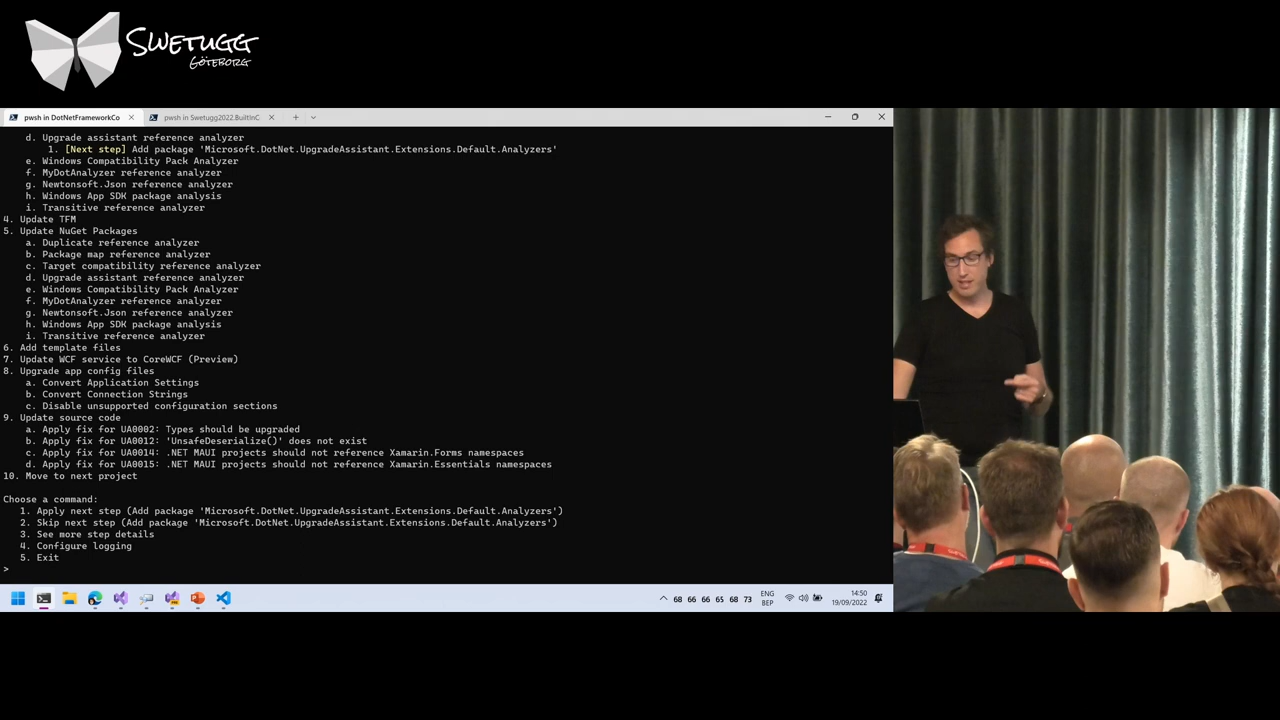 SWETUGG
GÖTEBORG
pwsh in DotNetFrameworkCo
pwsh in Swetugg2022.BuiltInC
d. Upgrade assistant reference analyzer
1. [Next step] Add package 'Microsoft.DotNet.UpgradeAssistant.Extensions.Default.Analyzers'
e. Windows Compatibility Pack Analyzer
f. MyDotAnalyzer reference analyzer
g. Newtonsoft.Json reference analyzer
h. Windows App SDK package analysis
i. Transitive reference analyzer
4. Update TFM
5. Update NuGet Packages
a. Duplicate reference analyzer
b. Package map reference analyzer
c. Target compatibility reference analyzer
d. Upgrade assistant reference analyzer
e. Windows Compatibility Pack Analyzer
f. MyDotAnalyzer reference analyzer
g. Newtonsoft.Json reference analyzer
h. Windows App SDK package analysis
i. Transitive reference analyzer
6. Add template files
7. Update WCF service to CoreWCF (Preview)
8. Upgrade app config files
a. Convert Application Settings
b. Convert Connection Strings
c. Disable unsupported configuration sections
9. Update source code
a. Apply fix for UA0002: Types should be upgraded
b. Apply fix for UA0012: 'UnsafeDeserialize()' does not exist
c. Apply fix for UA0014: .NET MAUI projects should not reference Xamarin.Forms namespaces
d. Apply fix for UA0015: .NET MAUI projects should not reference Xamarin.Essentials namespaces
10. Move to next project
Choose a command:
1. Apply next step (Add package 'Microsoft.DotNet.UpgradeAssistant.Extensions.Default.Analyzers')
2. Skip next step (Add package 'Microsoft.DotNet.UpgradeAssistant.Extensions.Default.Analyzers')
3. See more step details
4. Configure logging
5. Exit
>
68 66 66 65 68 73 ENG 14:50
BEP 19/09/2022